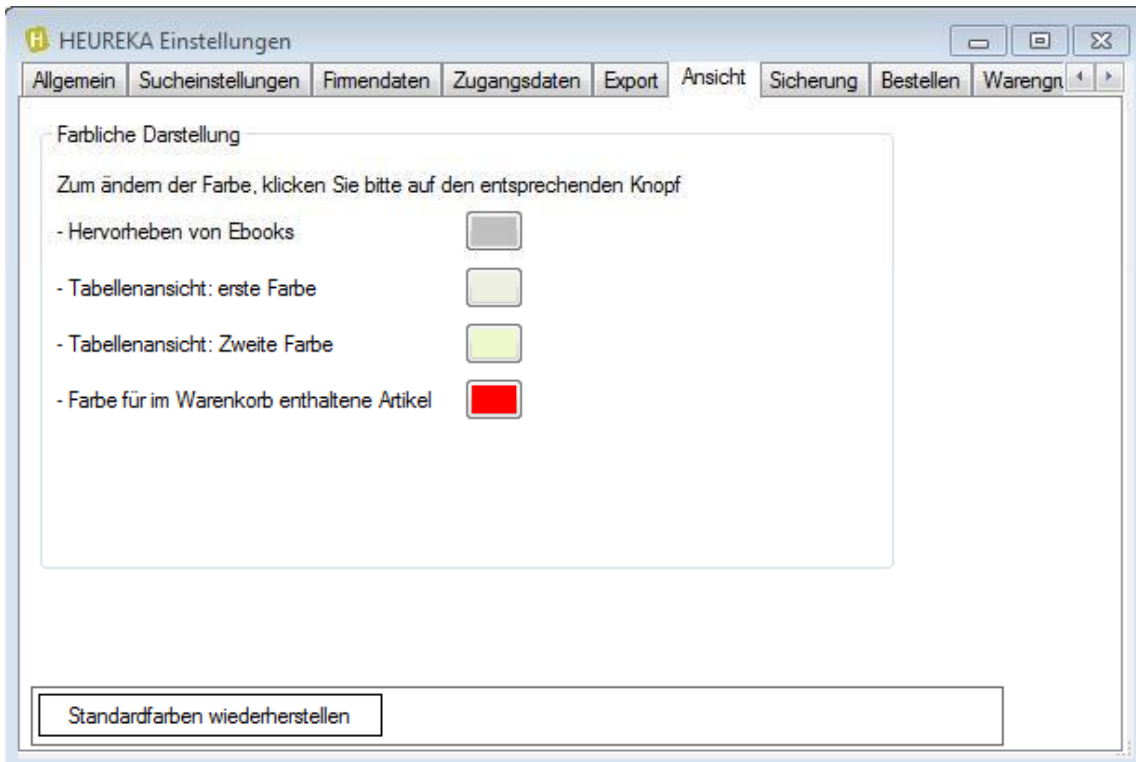 HEUREKA Einstellungen
Allgemein Sucheinstellungen Firmendaten Zugangsdaten Export Ansicht Sicherung Bestellen Warengru
Farbliche Darstellung
Zum ändern der Farbe, klicken Sie bitte auf den entsprechenden Knopf
- Hervorheben von Ebooks
- Tabellenansicht: erste Farbe
- Tabellenansicht: Zweite Farbe
- Farbe für im Warenkorb enthaltene Artikel
Standardfarben wiederherstellen